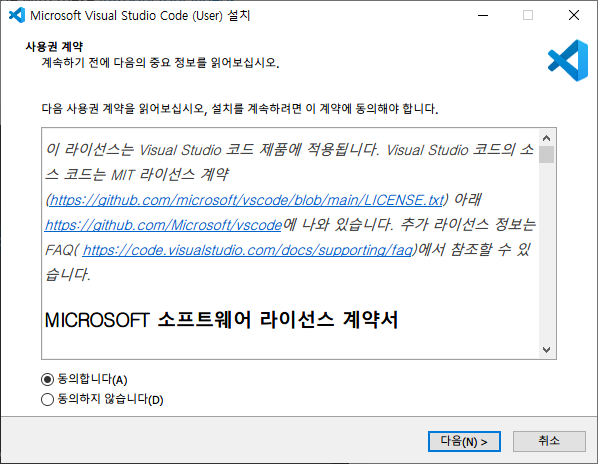 Microsoft Visual Studio Code (User) 설치
사용권 계약
계속하기 전에 다음의 중요 정보를 읽어보십시오.
다음 사용권 계약을 읽어보십시오, 설치를 계속하려면 이 계약에 동의해야 합니다.
이 라이선스는 Visual Studio 코드 제품에 적용됩니다. Visual Studio 코드의 소
스 코드는 MIT 라이선스 계약
(https://github.com/microsoft/vscode/blob/main/LICENSE.txt) 아래
https://github.com/Microsoft/vscode에 나와 있습니다. 추가 라이선스 정보는
FAQ( https://code.visualstudio.com/docs/supporting/faq)에서 참조할 수 있
습니다.
MICROSOFT 소프트웨어 라이선스 계약서
동의합니다(A)
동의하지 않습니다(D)
다음(N) >
취소